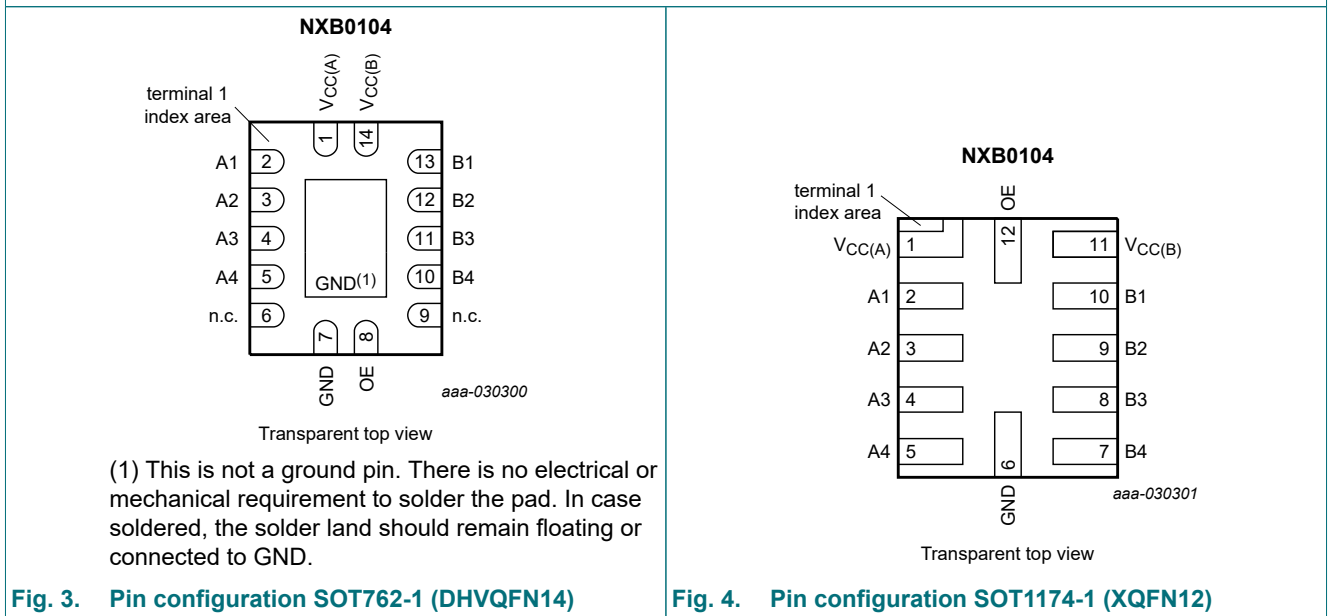 NXB0104
VCC(A)
VCC(B)
terminal 1
index area
1
14
A1 2 13 B1
A2 3 12 B2
A3 4 11 B3
A4 5 GND(1) 10 B4
n.c. 6 9 n.c.
7 8
GND OE
aaa-030300
Transparent top view
(1) This is not a ground pin. There is no electrical or
mechanical requirement to solder the pad. In case
soldered, the solder land should remain floating or
connected to GND.
Fig. 3. Pin configuration SOT762-1 (DHVQFN14)
NXB0104
terminal 1
index area
OE
VCC(A) 1 12 11 VCC(B)
A1 2 10 B1
A2 3 9 B2
A3 4 8 B3
A4 5 6 7 B4
GND
aaa-030301
Transparent top view
Fig. 4. Pin configuration SOT1174-1 (XQFN12)